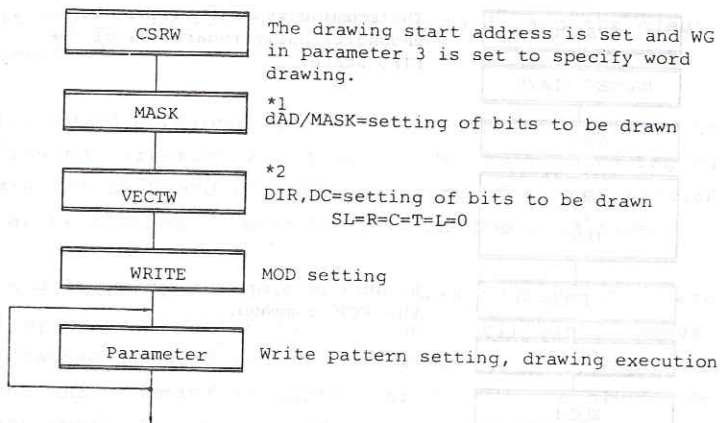 CSRW
The drawing start address is set and WG
in parameter 3 is set to specify word
drawing.
MASK
*1
dAD/MASK=setting of bits to be drawn
VECTW
*2
DIR,DC=setting of bits to be drawn
SL=R=C=T=L=0
WRITE
MOD setting
Parameter
Write pattern setting, drawing execution